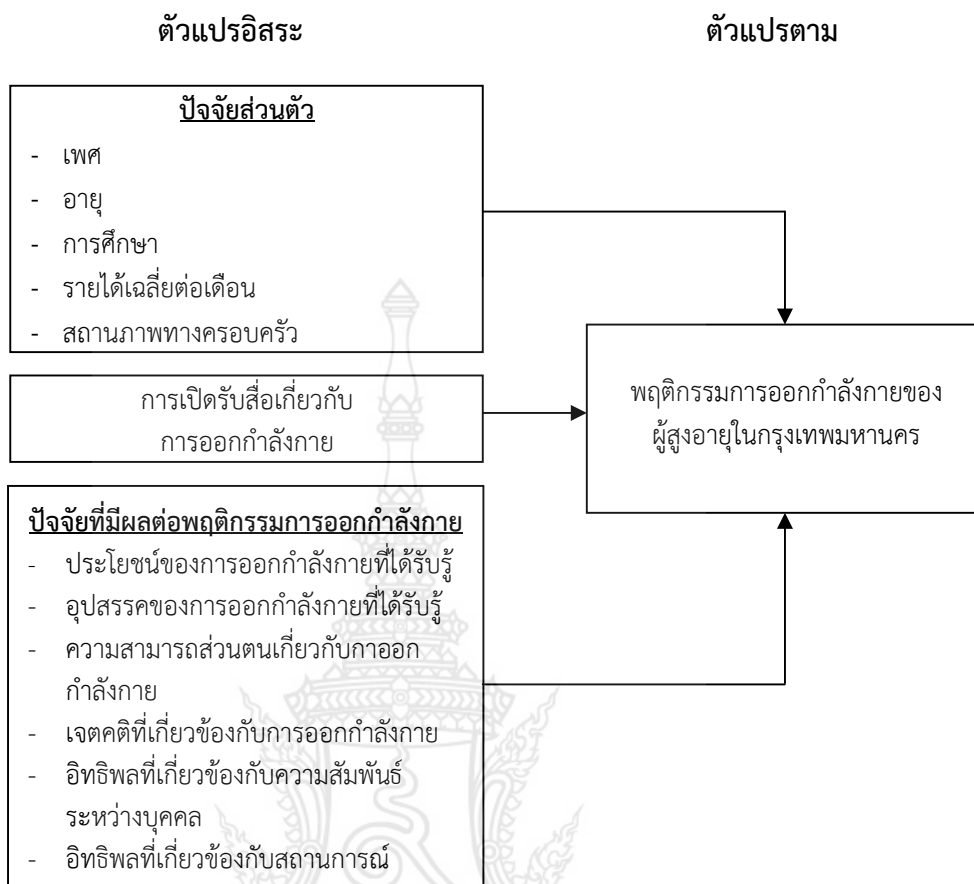 ตัวแปรอิสระ
ตัวแปรตาม
ปัจจัยส่วนตัว
- เพศ
- อายุ
- การศึกษา
- รายได้เฉลี่ยต่อเดือน
- สถานภาพทางครอบครัว
การเปิดรับสื่อเกี่ยวกับ
การออกกำลังกาย
ปัจจัยที่มีผลต่อพฤติกรรมการออกกำลังกาย
- ประโยชน์ของการออกกำลังกายที่ได้รับรู้
- อุปสรรคของการออกกำลังกายที่ได้รับรู้
- ความสามารถส่วนตนเกี่ยวกับกาออก
กำลังกาย
- เจตคติที่เกี่ยวข้องกับการออกกำลังกาย
- อิทธิพลที่เกี่ยวข้องกับความสัมพันธ์
ระหว่างบุคคล
- อิทธิพลที่เกี่ยวข้องกับสถานการณ์
พฤติกรรมการออกกำลังกายของ
ผู้สูงอายุในกรุงเทพมหานคร